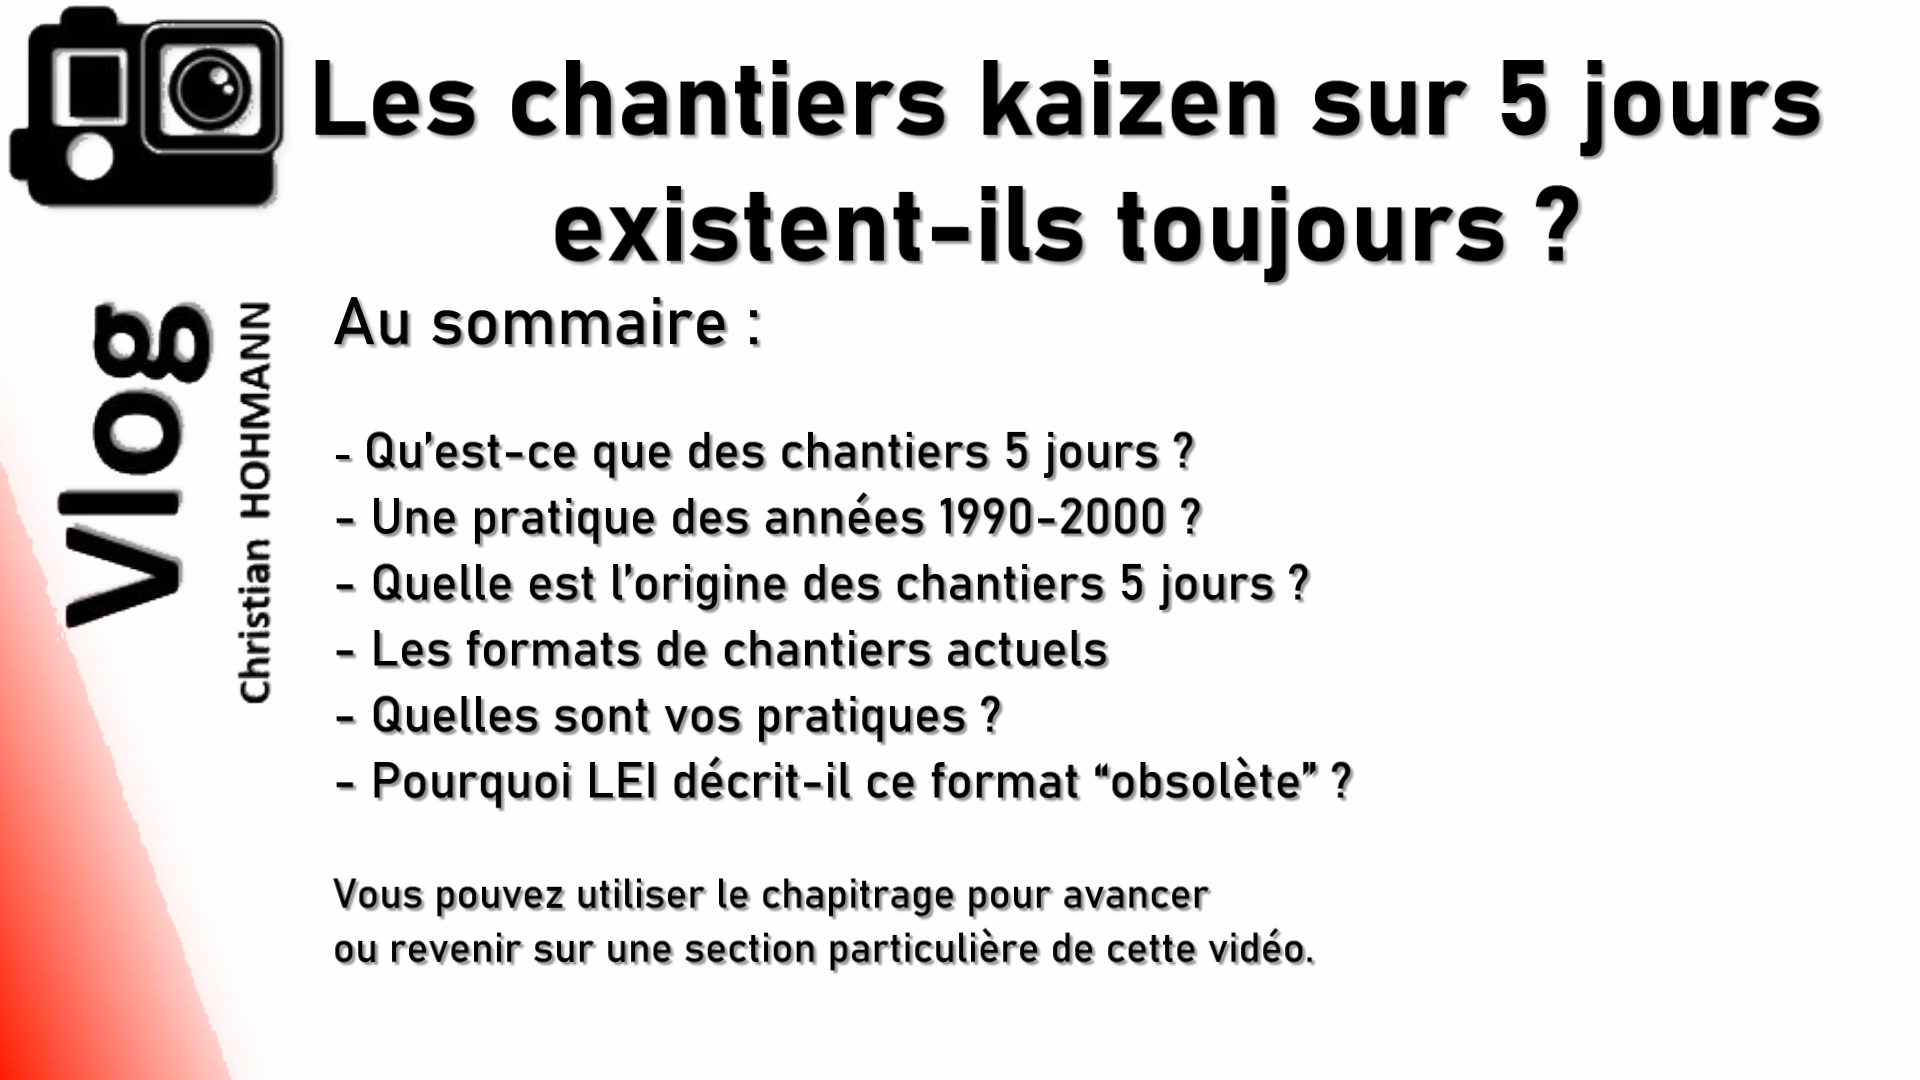 Les chantiers kaizen sur 5 jours
existent-ils toujours ?
Vlog
Christian HOHMANN
Au sommaire :
- Qu’est-ce que des chantiers 5 jours ?
- Une pratique des années 1990-2000 ?
- Quelle est l’origine des chantiers 5 jours ?
- Les formats de chantiers actuels
- Quelles sont vos pratiques ?
- Pourquoi LEI décrit-il ce format “obsolète” ?
Vous pouvez utiliser le chapitrage pour avancer
ou revenir sur une section particulière de cette vidéo.